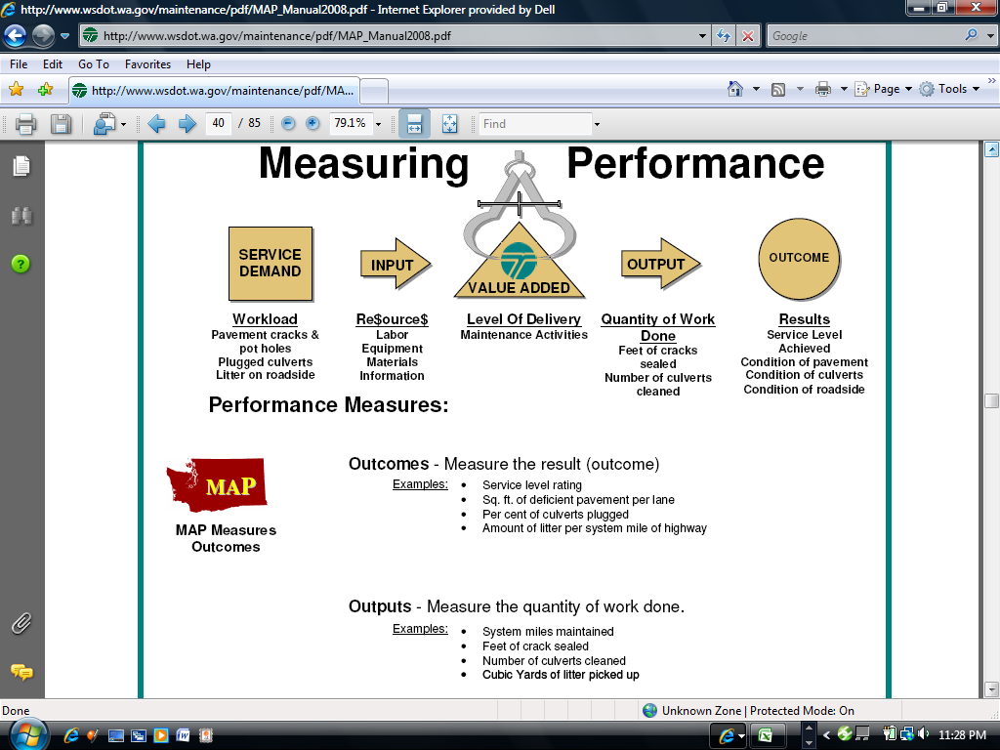 http://www.wsdot.wa.gov/maintenance/pdf/MAP_Manual2008.pdf - Internet Explorer provided by Dell
http://www.wsdot.wa.gov/maintenance/pdf/MAP_Manual2008.pdf
Google
File Edit Go To Favorites Help
http://www.wsdot.wa.gov/maintenance/pdf/MA...
Page Tools
40 / 85 79.1% Find
Measuring Performance
SERVICE
DEMAND
INPUT
VALUE ADDED
OUTPUT
OUTCOME
Workload
Pavement cracks &
pot holes
Plugged culverts
Litter on roadside
Re$ource$
Labor
Equipment
Materials
Information
Level Of Delivery
Maintenance Activities
Quantity of Work
Done
Feet of cracks
sealed
Number of culverts
cleaned
Results
Service Level
Achieved
Condition of pavement
Condition of culverts
Condition of roadside
Performance Measures:
MAP
MAP Measures
Outcomes
Outcomes - Measure the result (outcome)
Examples: • Service level rating
• Sq. ft. of deficient pavement per lane
• Per cent of culverts plugged
• Amount of litter per system mile of highway
Outputs - Measure the quantity of work done.
Examples: • System miles maintained
• Feet of crack sealed
• Number of culverts cleaned
• Cubic Yards of litter picked up
Done
Unknown Zone | Protected Mode: On
11:28 PM